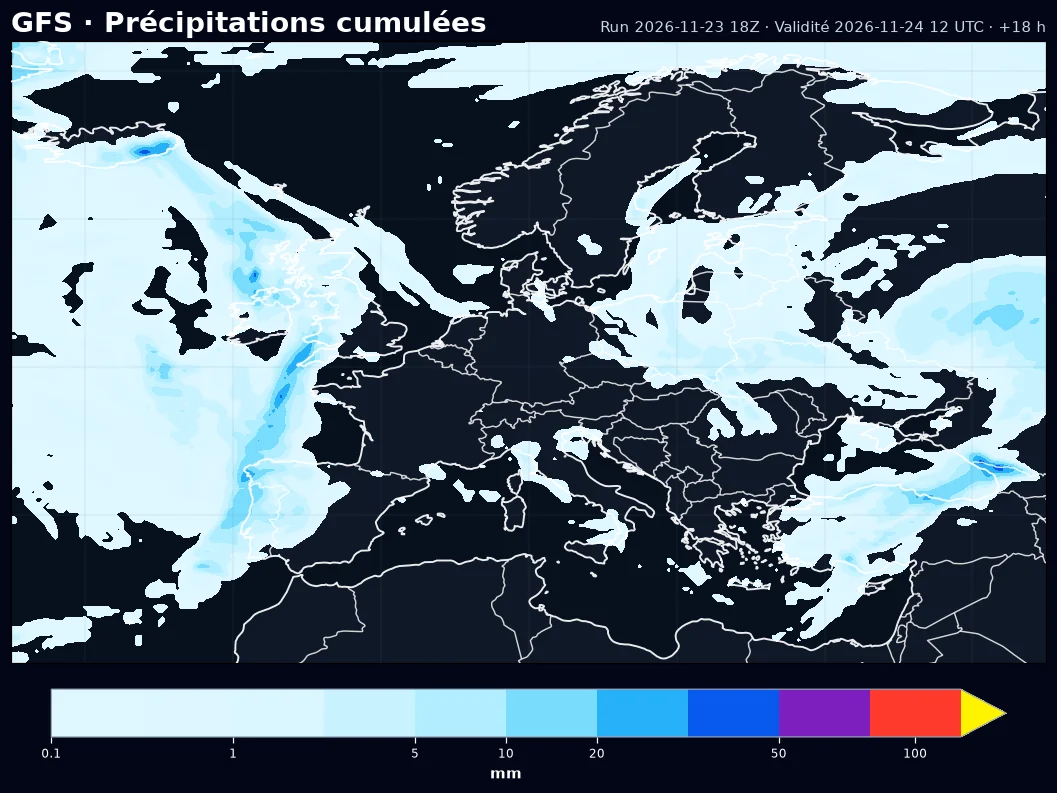 GFS · Précipitations cumulées
Run 2026-11-23 18Z · Validité 2026-11-24 12 UTC · +18 h
0.1 1 5 10 20 50 100
mm